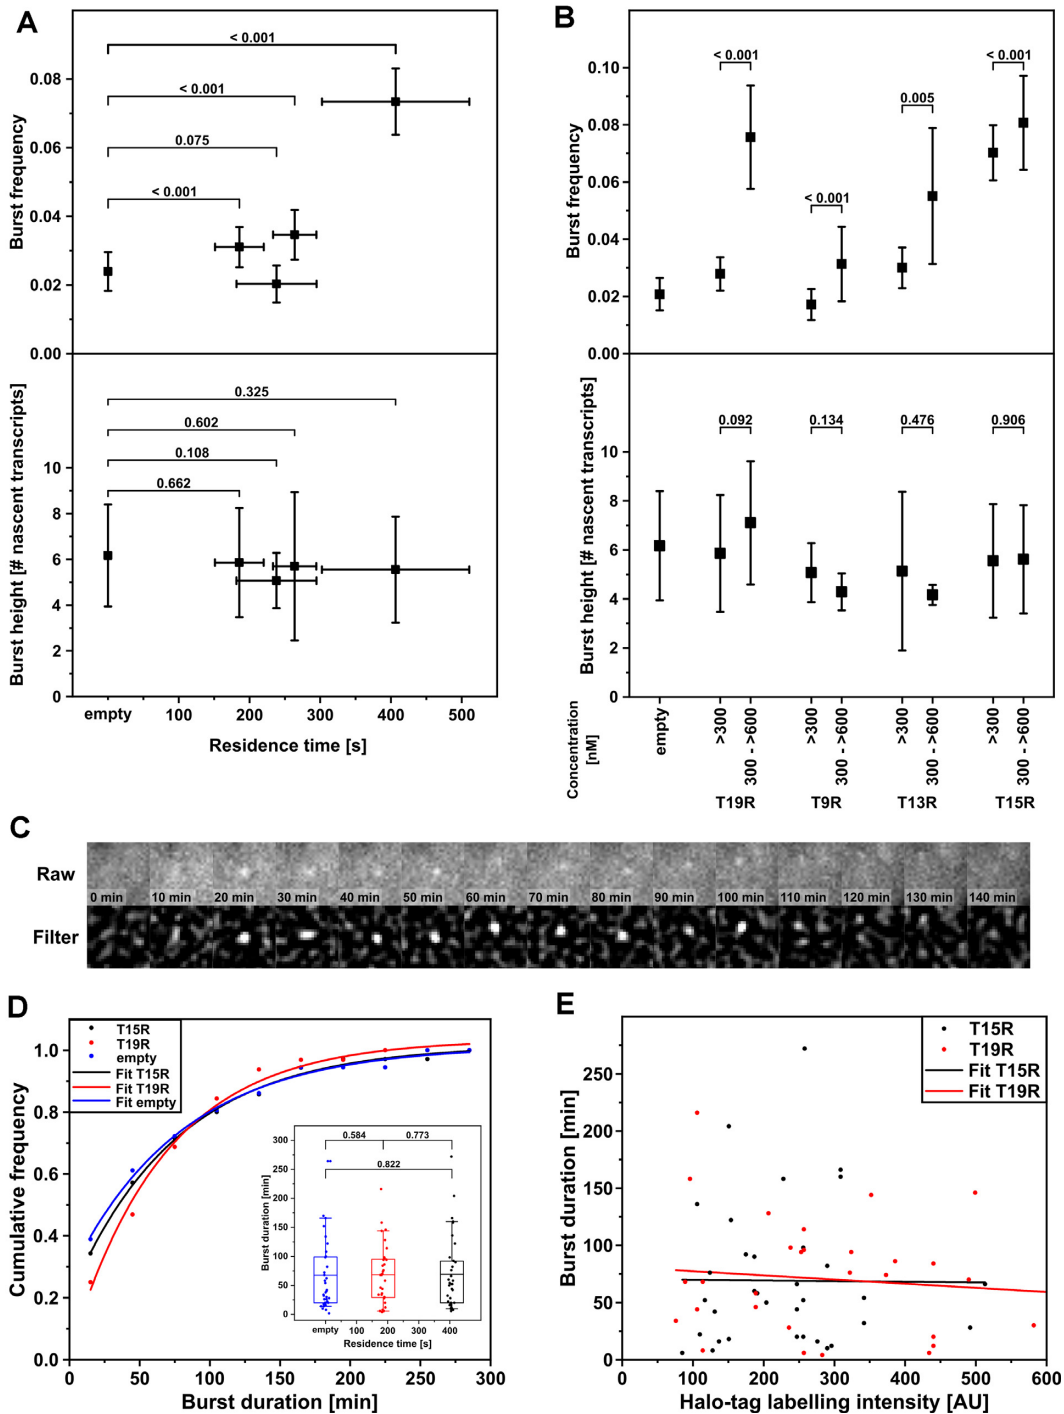 A
Burst frequency
0.08
0.06
0.04
0.02
0.00
< 0.001
< 0.001
0.075
< 0.001
Burst height [# nascent transcripts]
10
8
6
4
2
0
0.325
0.602
0.108
0.662
empty
100
200
300
400
500
Residence time [s]
B
Burst frequency
0.10
0.08
0.06
0.04
0.02
0.00
< 0.001
< 0.001
0.005
< 0.001
Burst height [# nascent transcripts]
10
8
6
4
2
0
0.092
0.134
0.476
0.906
Concentration
[nM]
empty
>300
300 - >600
>300
300 - >600
>300
300 - >600
>300
300 - >600
T19R
T9R
T13R
T15R
C
Raw
0 min
10 min
20 min
30 min
40 min
50 min
60 min
70 min
80 min
90 min
100 min
110 min
120 min
130 min
140 min
Filter
D
Cumulative frequency
1.0
0.8
0.6
0.4
0.2
0.0
T15R
T19R
empty
Fit T15R
Fit T19R
Fit empty
Burst duration [min]
300
250
200
150
100
50
0
0.584
0.773
0.822
empty
200
400
Residence time [s]
0
50
100
150
200
250
300
Burst duration [min]
E
Burst duration [min]
250
200
150
100
50
0
T15R
T19R
Fit T15R
Fit T19R
0
100
200
300
400
500
600
Halo-tag labelling intensity [AU]